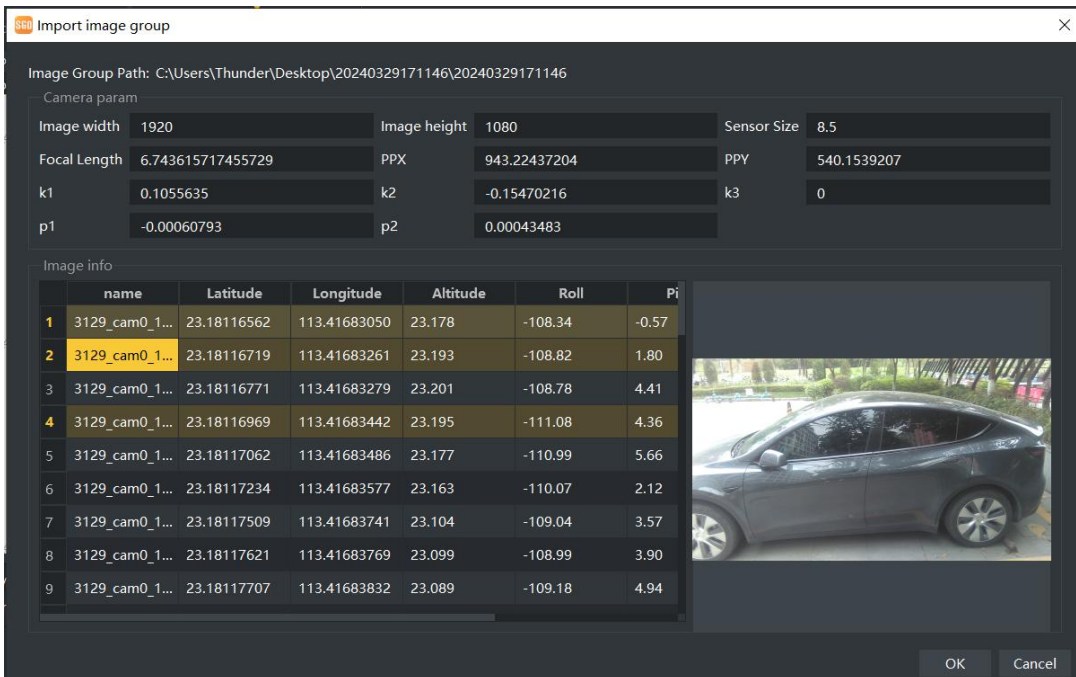 SGO Import image group
Image Group Path: C:\Users\Thunder\Desktop\20240329171146\20240329171146
Camera param
Image width 1920 Image height 1080 Sensor Size 8.5
Focal Length 6.743615717455729 PPX 943.22437204 PPY 540.1539207
k1 0.1055635 k2 -0.15470216 k3 0
p1 -0.00060793 p2 0.00043483
Image info
name Latitude Longitude Altitude Roll Pi
1 3129_cam0_1... 23.18116562 113.41683050 23.178 -108.34 -0.57
2 3129_cam0_1... 23.18116719 113.41683261 23.193 -108.82 1.80
3 3129_cam0_1... 23.18116771 113.41683279 23.201 -108.78 4.41
4 3129_cam0_1... 23.18116969 113.41683442 23.195 -111.08 4.36
5 3129_cam0_1... 23.18117062 113.41683486 23.177 -110.99 5.66
6 3129_cam0_1... 23.18117234 113.41683577 23.163 -110.07 2.12
7 3129_cam0_1... 23.18117509 113.41683741 23.104 -109.04 3.57
8 3129_cam0_1... 23.18117621 113.41683769 23.099 -108.99 3.90
9 3129_cam0_1... 23.18117707 113.41683832 23.089 -109.18 4.94
OK Cancel